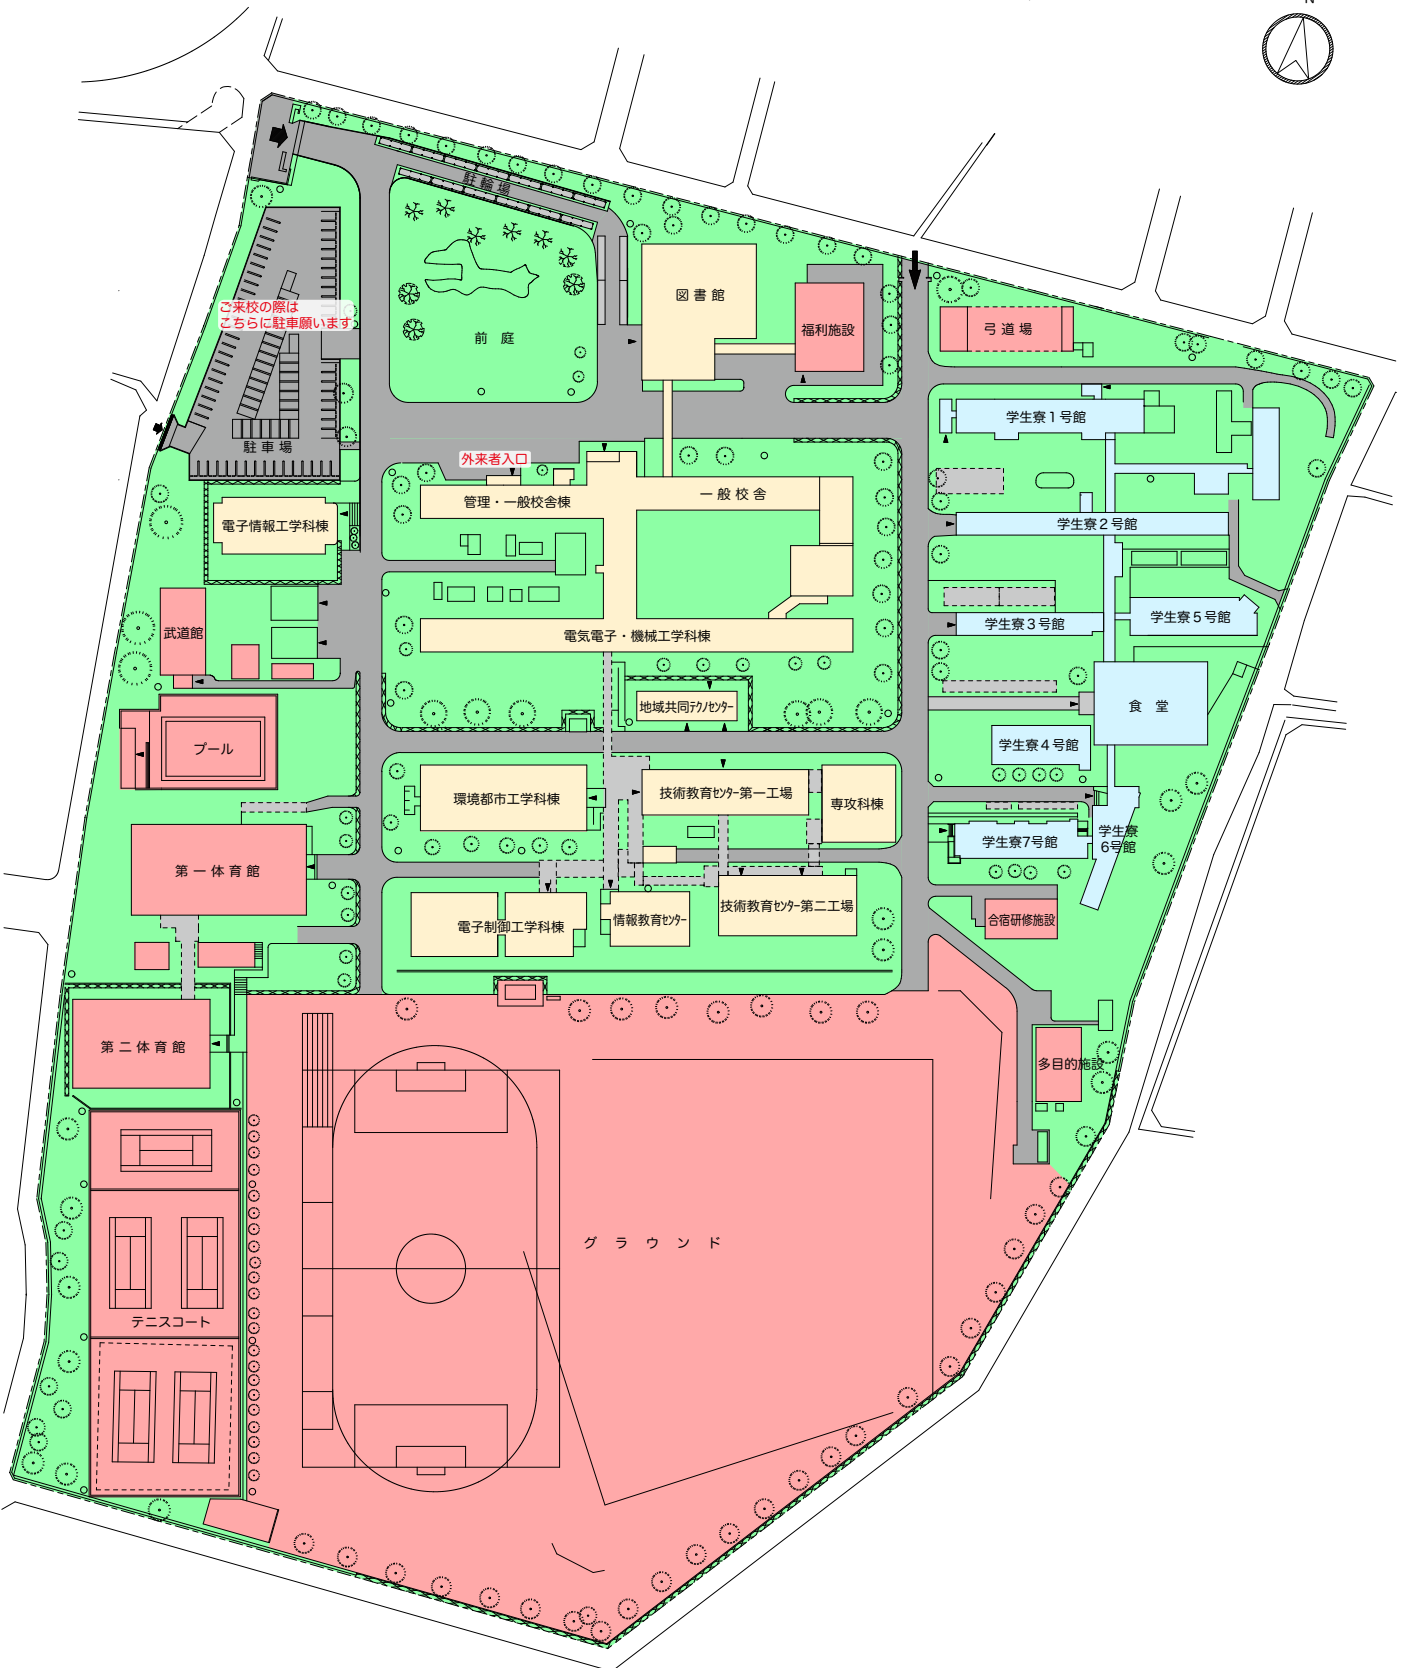 N
駐輪場
図書館
福利施設
弓道場
ご来校の際は
こちらに駐車願います
前庭
学生寮1号館
駐車場
外来者入口
管理・一般校舎棟
一般校舎
電子情報工学科棟
学生寮2号館
武道館
電気電子・機械工学科棟
学生寮3号館
学生寮5号館
地域共同テクノセンター
食堂
プール
学生寮4号館
環境都市工学科棟
技術教育センター第一工場
専攻科棟
学生寮7号館
学生寮
6号館
第一体育館
電子制御工学科棟
情報教育センター
技術教育センター第二工場
合宿研修施設
第二体育館
多目的施設
グラウンド
テニスコート